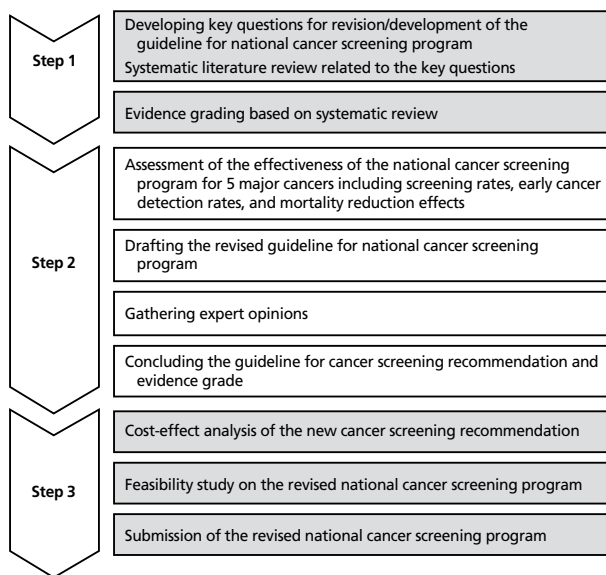 Step 1
Developing key questions for revision/development of the
guideline for national cancer screening program
Systematic literature review related to the key questions
Evidence grading based on systematic review
Step 2
Assessment of the effectiveness of the national cancer screening
program for 5 major cancers including screening rates, early cancer
detection rates, and mortality reduction effects
Drafting the revised guideline for national cancer screening
program
Gathering expert opinions
Concluding the guideline for cancer screening recommendation and
evidence grade
Step 3
Cost-effect analysis of the new cancer screening recommendation
Feasibility study on the revised national cancer screening program
Submission of the revised national cancer screening program